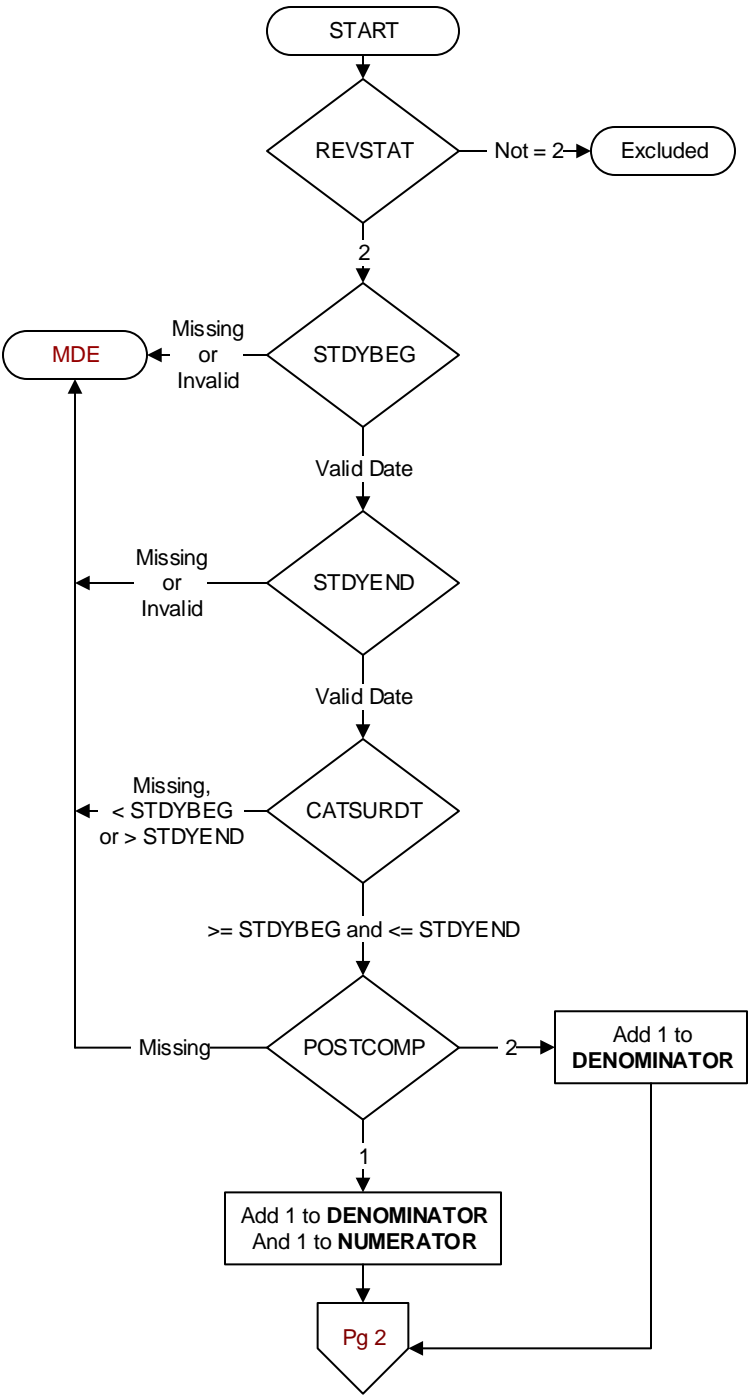 START
REVSTAT
Not = 2
Excluded
2
Missing
or
Invalid
MDE
STDYBEG
Valid Date
Missing
or
Invalid
STDYEND
Valid Date
Missing,
< STDYBEG
or > STDYEND
CATSURDT
>= STDYBEG and <= STDYEND
Missing
POSTCOMP
2
Add 1 to
DENOMINATOR
1
Add 1 to DENOMINATOR
And 1 to NUMERATOR
Pg 2